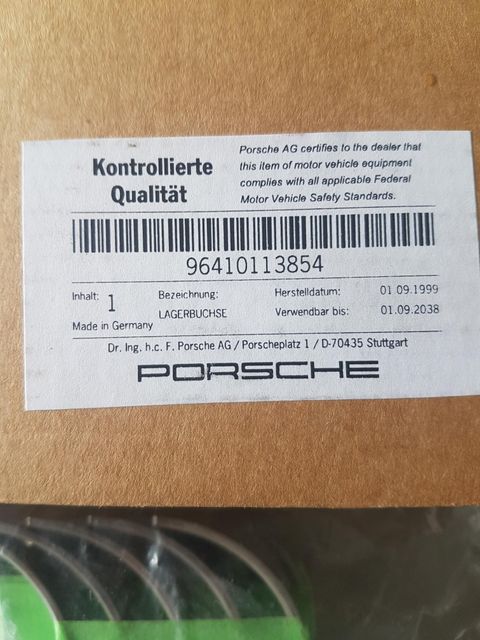 Kontrollierte
Qualität
Porsche AG certifies to the dealer that
this item of motor vehicle equipment
complies with all applicable Federal
Motor Vehicle Safety Standards.
96410113854
Inhalt: 1 Bezeichnung: Herstelldatum: 01.09.1999
LAGERBUCHSE Verwendbar bis: 01.09.2038
Made in Germany
Dr. Ing. h.c. F. Porsche AG / Porscheplatz 1 / D-70435 Stuttgart
PORSCHE